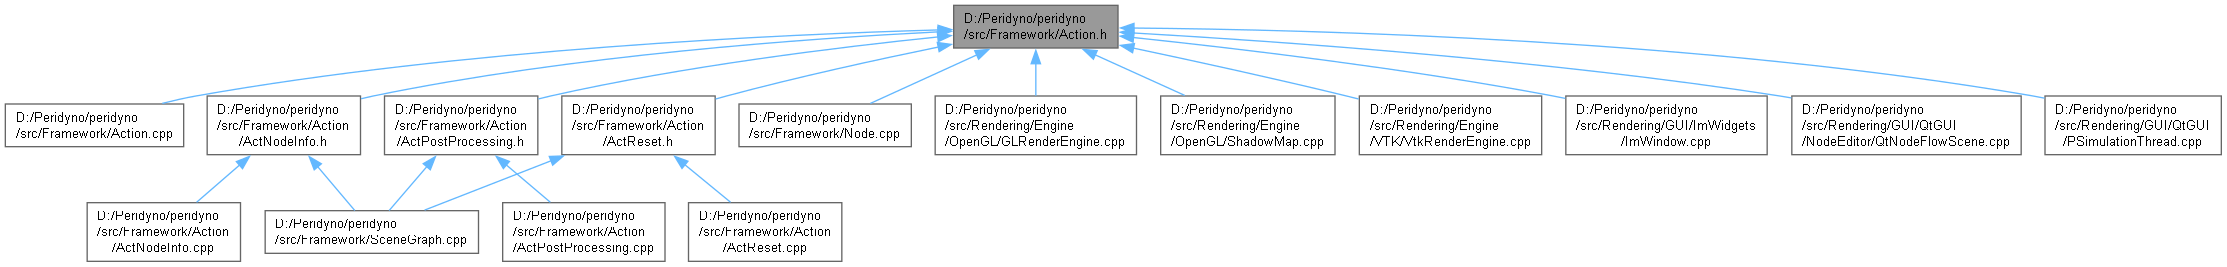 D:/Peridyno/peridyno
/src/Framework/Action.h
D:/Peridyno/peridyno
/src/Framework/Action.cpp
D:/Peridyno/peridyno
/src/Framework/Action
/ActNodeInfo.h
D:/Peridyno/peridyno
/src/Framework/Action
/ActPostProcessing.h
D:/Peridyno/peridyno
/src/Framework/Action
/ActReset.h
D:/Peridyno/peridyno
/src/Framework/Node.cpp
D:/Peridyno/peridyno
/src/Rendering/Engine
/OpenGL/GLRenderEngine.cpp
D:/Peridyno/peridyno
/src/Rendering/Engine
/OpenGL/ShadowMap.cpp
D:/Peridyno/peridyno
/src/Rendering/Engine
/VTK/VtkRenderEngine.cpp
D:/Peridyno/peridyno
/src/Rendering/GUI/ImWidgets
/ImWindow.cpp
D:/Peridyno/peridyno
/src/Rendering/GUI/QtGUI
/NodeEditor/QtNodeFlowScene.cpp
D:/Peridyno/peridyno
/src/Rendering/GUI/QtGUI
/PSimulationThread.cpp
D:/Peridyno/peridyno
/src/Framework/Action
/ActNodeInfo.cpp
D:/Peridyno/peridyno
/src/Framework/SceneGraph.cpp
D:/Peridyno/peridyno
/src/Framework/Action
/ActPostProcessing.cpp
D:/Peridyno/peridyno
/src/Framework/Action
/ActReset.cpp